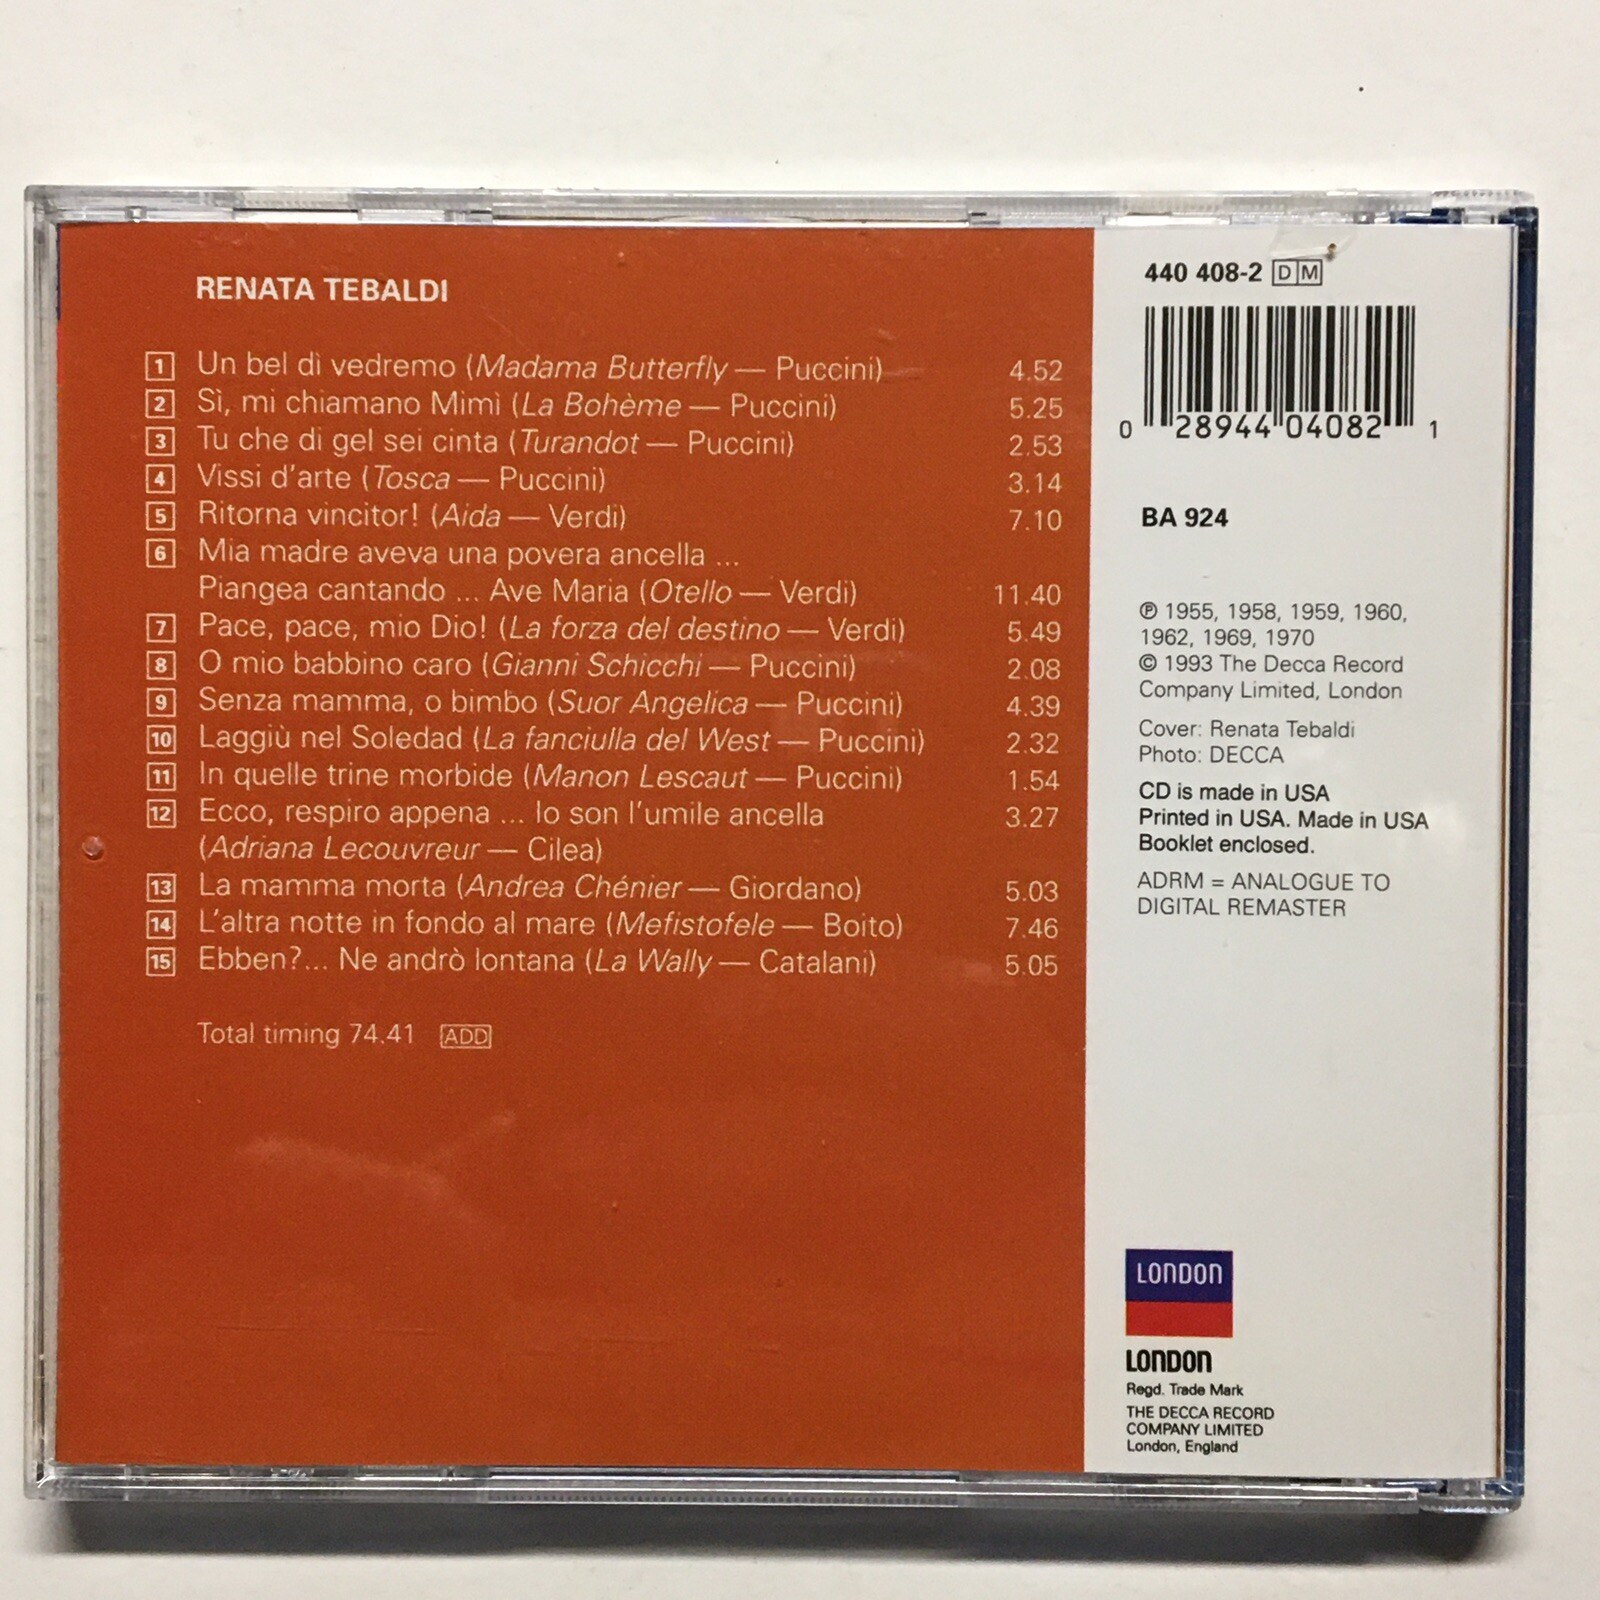 RENATA TEBALDI
1 Un bel dì vedremo (Madama Butterfly — Puccini) 4.52
2 Sì, mi chiamano Mimì (La Bohème — Puccini) 5.25
3 Tu che di gel sei cinta (Turandot — Puccini) 2.53
4 Vissi d'arte (Tosca — Puccini) 3.14
5 Ritorna vincitor! (Aida — Verdi) 7.10
6 Mia madre aveva una povera ancella ...
Piangea cantando ... Ave Maria (Otello — Verdi) 11.40
7 Pace, pace, mio Dio! (La forza del destino — Verdi) 5.49
8 O mio babbino caro (Gianni Schicchi — Puccini) 2.08
9 Senza mamma, o bimbo (Suor Angelica — Puccini) 4.39
10 Laggiù nel Soledad (La fanciulla del West — Puccini) 2.32
11 In quelle trine morbide (Manon Lescaut — Puccini) 1.54
12 Ecco, respiro appena ... Io son l'umile ancella 3.27
(Adriana Lecouvreur — Cilea)
13 La mamma morta (Andrea Chénier — Giordano) 5.03
14 L'altra notte in fondo al mare (Mefistofele — Boito) 7.46
15 Ebben?... Ne andrò lontana (La Wally — Catalani) 5.05
Total timing 74.41 ADD
440 408-2 DM
0 28944 04082 1
BA 924
℗ 1955, 1958, 1959, 1960,
1962, 1969, 1970
© 1993 The Decca Record
Company Limited, London
Cover: Renata Tebaldi
Photo: DECCA
CD is made in USA
Printed in USA. Made in USA
Booklet enclosed.
ADRM = ANALOGUE TO
DIGITAL REMASTER
LONDON
LONDON
Regd. Trade Mark
THE DECCA RECORD
COMPANY LIMITED
London, England